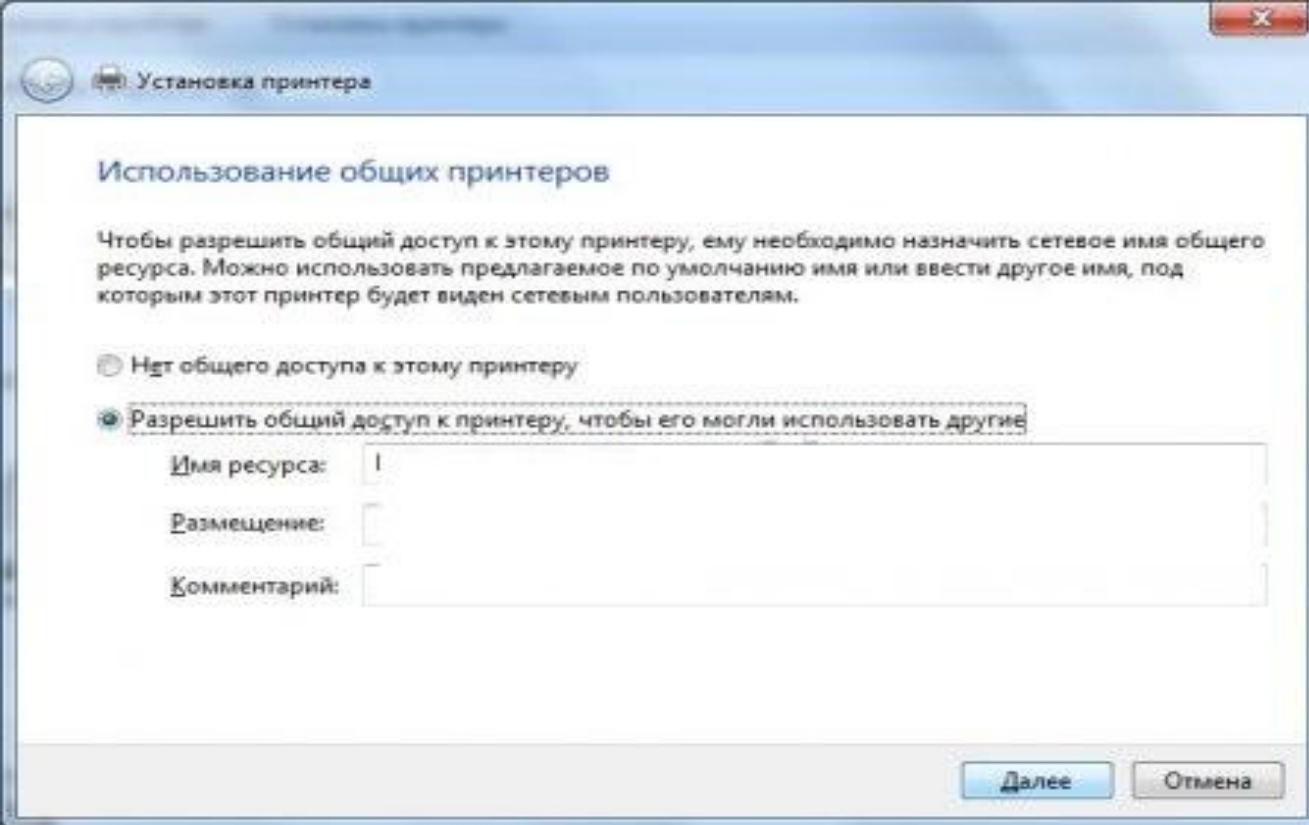 Установка принтера
Использование общих принтеров
Чтобы разрешить общий доступ к этому принтеру, ему необходимо назначить сетевое имя общего
ресурса. Можно использовать предлагаемое по умолчанию имя или ввести другое имя, под
которым этот принтер будет виден сетевым пользователям.
Нет общего доступа к этому принтеру
Разрешить общий доступ к принтеру, чтобы его могли использовать другие
Имя ресурса:
Размещение:
Комментарий:
Далее
Отмена